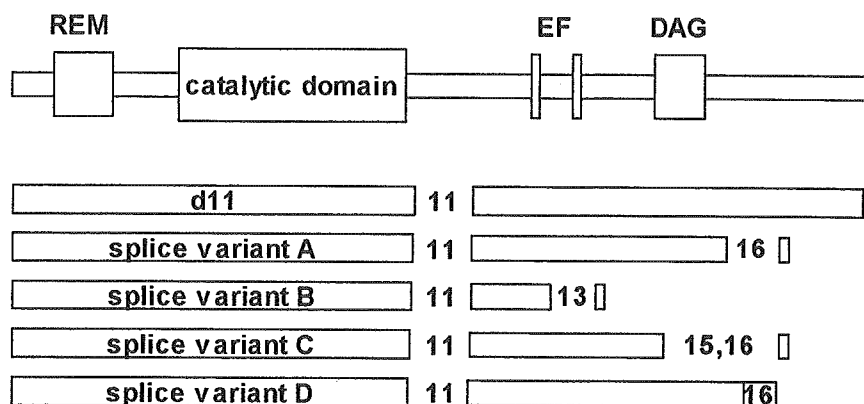 REM EF DAG
catalytic domain
d11 11
splice variant A 11 16
splice variant B 11 13
splice variant C 11 15,16
splice variant D 11 16